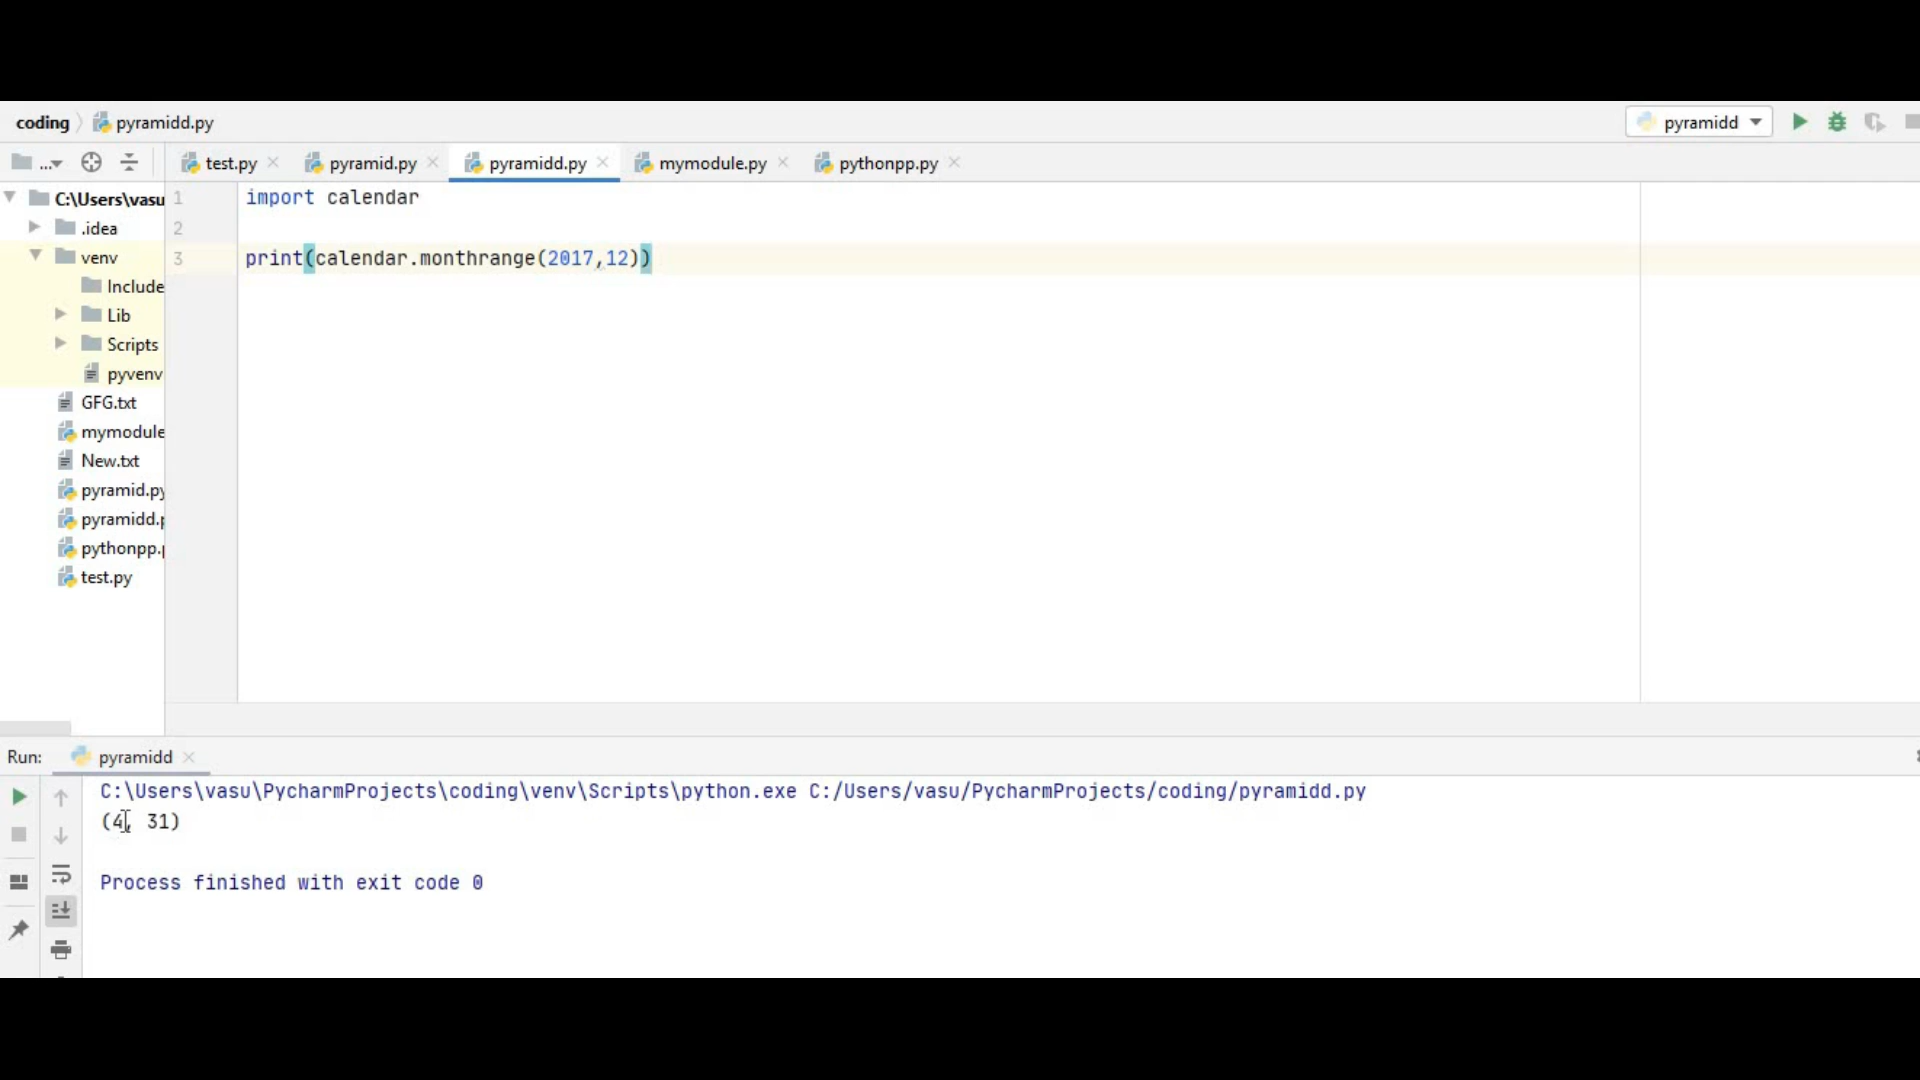 coding pyramidd.py pyramidd
... test.py pyramid.py pyramidd.py mymodule.py pythonpp.py
C:\Users\vasu
.idea
venv
Include
Lib
Scripts
pyvenv
GFG.txt
mymodule
New.txt
pyramid.py
pyramidd.p
pythonpp.p
test.py
1 import calendar
2
3 print(calendar.monthrange(2017,12))
Run: pyramidd
C:\Users\vasu\PycharmProjects\coding\venv\Scripts\python.exe C:/Users/vasu/PycharmProjects/coding/pyramidd.py
(4, 31)
Process finished with exit code 0